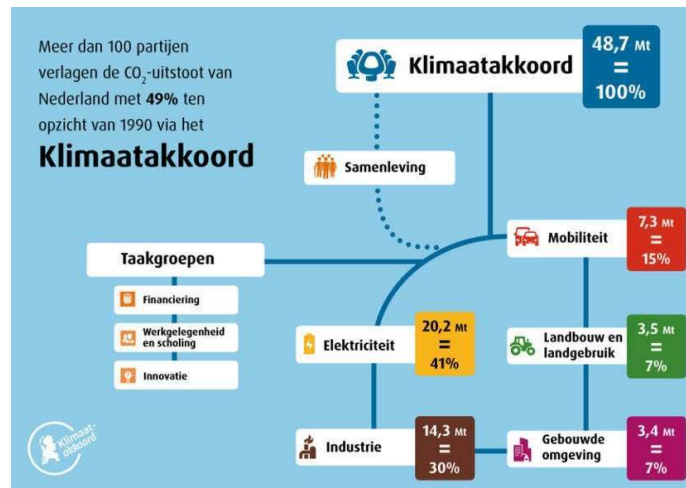 Meer dan 100 partijen
verlagen de CO₂-uitstoot van
Nederland met 49% ten
opzicht van 1990 via het
Klimaatakkoord
Klimaatakkoord
48,7 Mt
=
100%
Samenleving
Mobiliteit
7,3 Mt
=
15%
Taakgroepen
Financiering
Werkgelegenheid
en scholing
Innovatie
Elektriciteit
20,2 Mt
=
41%
Landbouw en
landgebruik
3,5 Mt
=
7%
Industrie
14,3 Mt
=
30%
Gebouwde
omgeving
3,4 Mt
=
7%
Klimaat-
akkoord